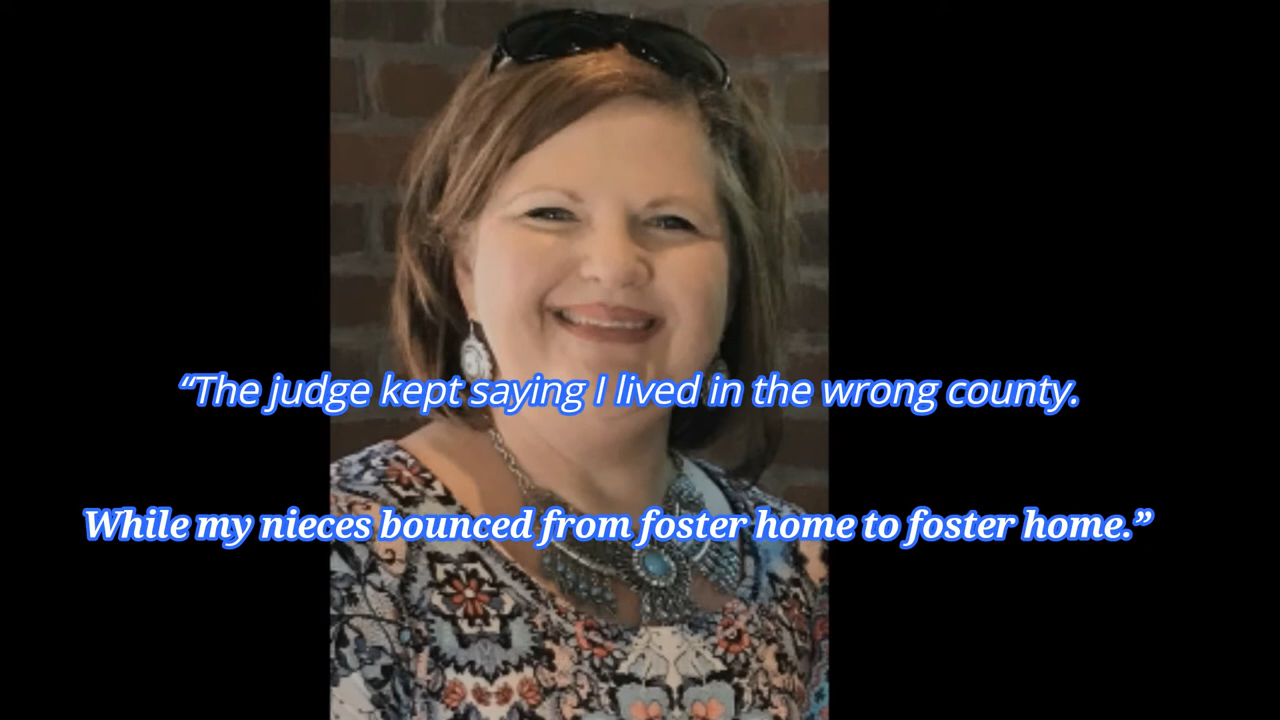 “The judge kept saying I lived in the wrong county.
While my nieces bounced from foster home to foster home.”